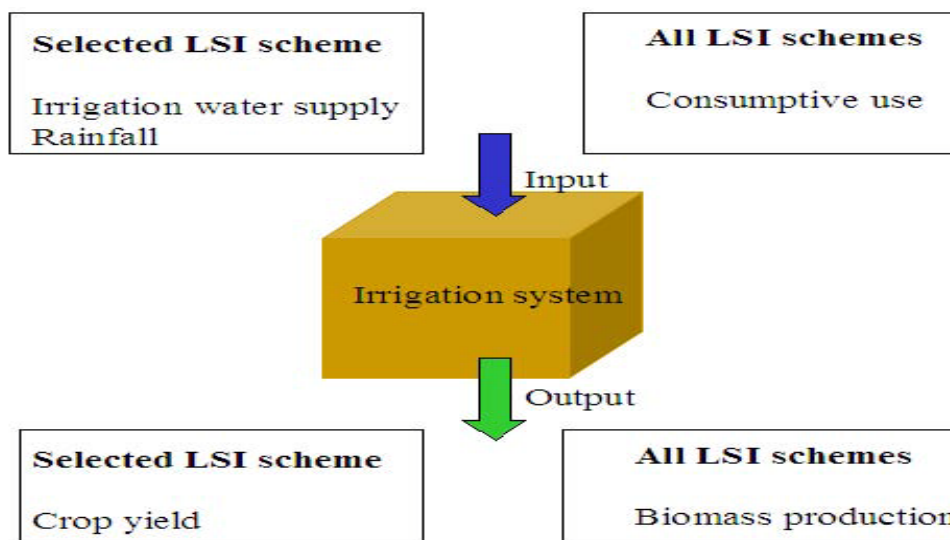 Selected LSI scheme
Irrigation water supply
Rainfall
All LSI schemes
Consumptive use
Input
Irrigation system
Output
Selected LSI scheme
Crop yield
All LSI schemes
Biomass production